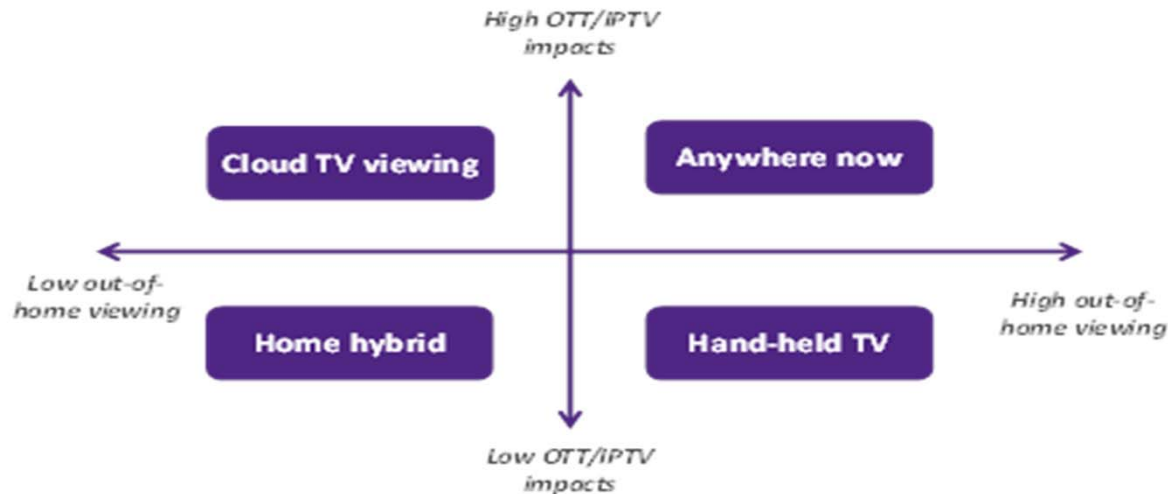 High OTT/IPTV
impacts
Cloud TV viewing
Anywhere now
Low out-of-
home viewing
High out-of-
home viewing
Home hybrid
Hand-held TV
Low OTT/IPTV
impacts